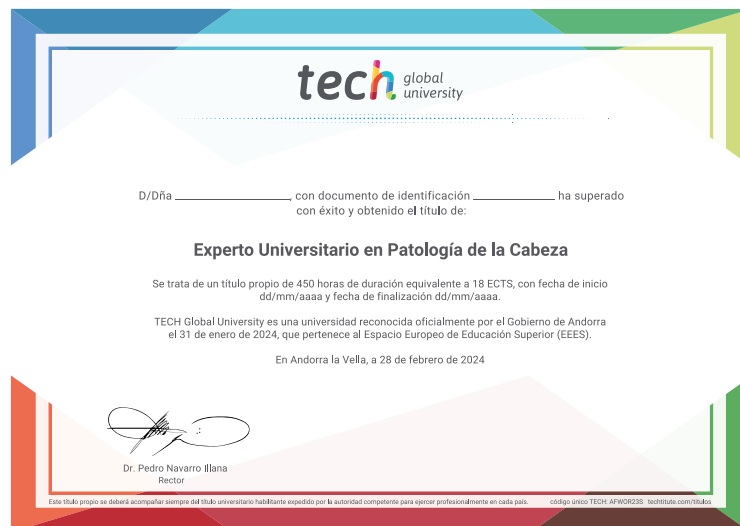 tech global
university
D/Dña ____________________, con documento de identificación ______________ ha superado
con éxito y obtenido el título de:
Experto Universitario en Patología de la Cabeza
Se trata de un título propio de 450 horas de duración equivalente a 18 ECTS, con fecha de inicio
dd/mm/aaaa y fecha de finalización dd/mm/aaaa.
TECH Global University es una universidad reconocida oficialmente por el Gobierno de Andorra
el 31 de enero de 2024, que pertenece al Espacio Europeo de Educación Superior (EEES).
En Andorra la Vella, a 28 de febrero de 2024
Dr. Pedro Navarro Illana
Rector
Este título propio se deberá acompañar siempre del título universitario habilitante expedido por la autoridad competente para ejercer profesionalmente en cada país. código único TECH: AFWOR23S techtitute.com/titulos